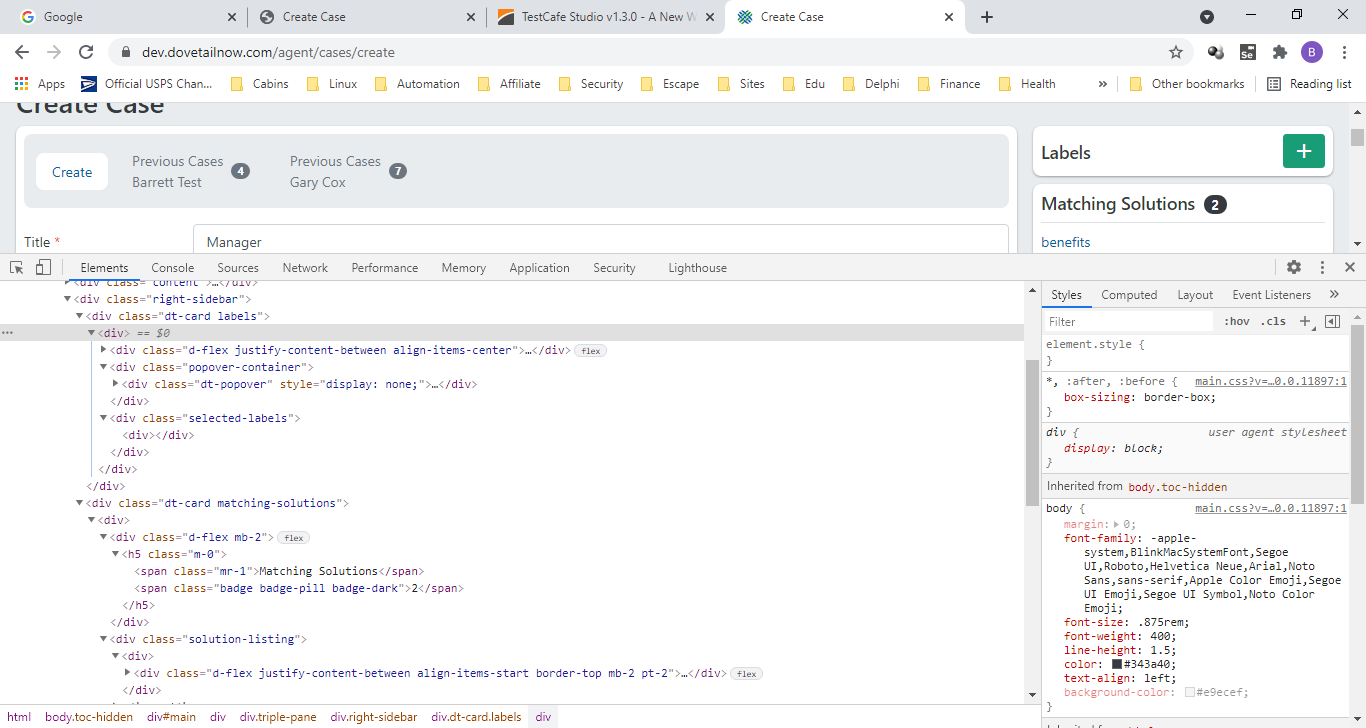 Google
Create Case
TestCafe Studio v1.3.0 - A New W
Create Case
dev.dovetailnow.com/agent/cases/create
Se
B
Apps
Official USPS Chan...
Cabins
Linux
Automation
Affiliate
Security
Escape
Sites
Edu
Delphi
Finance
Health
»
Other bookmarks
Reading list
Create Case
Create
Previous Cases
Barrett Test
4
Previous Cases
Gary Cox
7
Title *
Manager
Labels
+
Matching Solutions 2
benefits
Elements
Console
Sources
Network
Performance
Memory
Application
Security
Lighthouse
<div class="content">…</div>
<div class="right-sidebar">
<div class="dt-card labels">
<div> == $0
<div class="d-flex justify-content-between align-items-center">…</div> flex
<div class="popover-container">
<div class="dt-popover" style="display: none;">…</div>
</div>
<div class="selected-labels">
<div></div>
</div>
</div>
</div>
<div class="dt-card matching-solutions">
<div>
<div class="d-flex mb-2"> flex
<h5 class="m-0">
<span class="mr-1">Matching Solutions</span>
<span class="badge badge-pill badge-dark">2</span>
</h5>
</div>
<div class="solution-listing">
<div>
<div class="d-flex justify-content-between align-items-start border-top mb-2 pt-2">…</div> flex
</div>
html
body.toc-hidden
div#main
div
div.triple-pane
div.right-sidebar
div.dt-card.labels
div
Styles
Computed
Layout
Event Listeners
»
Filter
:hov
.cls
+
element.style {
}
*, :after, :before { main.css?v=…0.0.11897:1
box-sizing: border-box;
}
div { user agent stylesheet
display: block;
}
Inherited from body.toc-hidden
body { main.css?v=…0.0.11897:1
margin: 0;
font-family: -apple-
system,BlinkMacSystemFont,Segoe
UI,Roboto,Helvetica Neue,Arial,Noto
Sans,sans-serif,Apple Color Emoji,Segoe
UI Emoji,Segoe UI Symbol,Noto Color
Emoji;
font-size: .875rem;
font-weight: 400;
line-height: 1.5;
color: #343a40;
text-align: left;
background-color: #e9ecef;
}